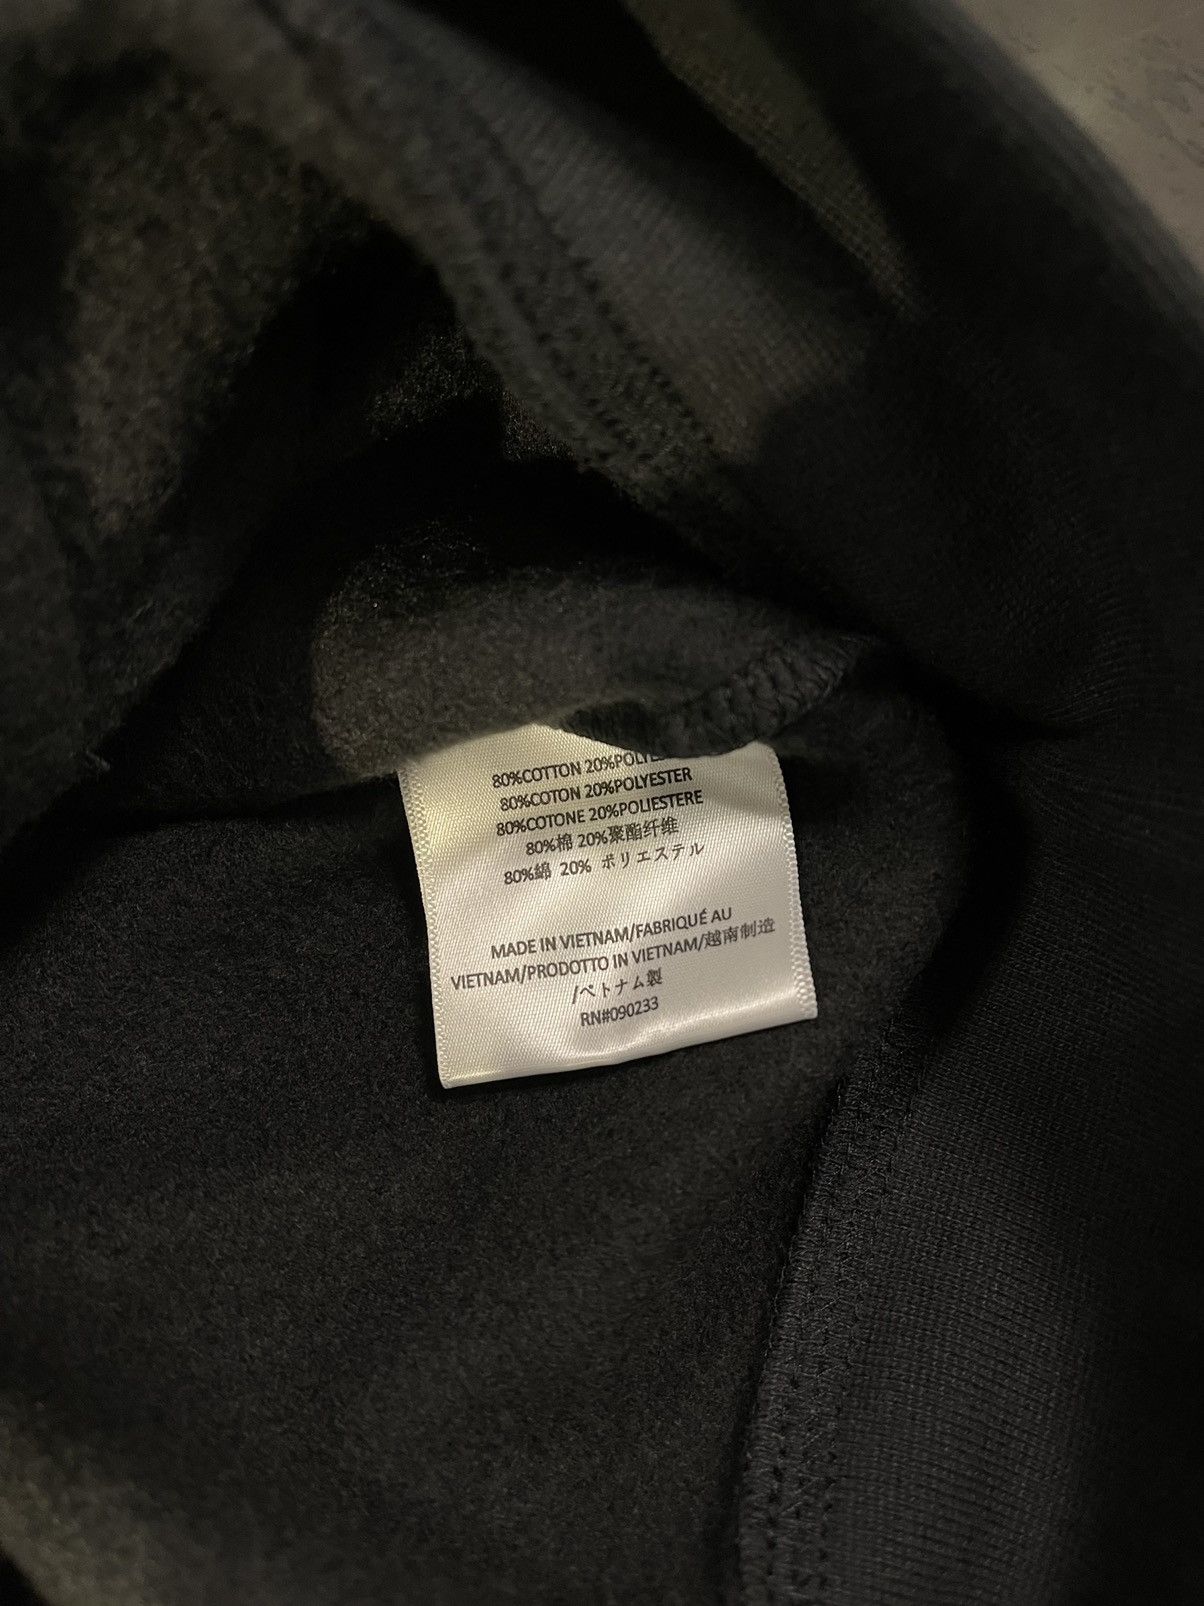 80%COTTON 20%
80%COTON 20%POLYESTER
80%COTONE 20%POLIESTERE
80%棉 20%聚酯纤维
80%綿 20% ポリエステル
MADE IN VIETNAM/FABRIQUÉ AU
VIETNAM/PRODOTTO IN VIETNAM/越南制造
/ベトナム製
RN#090233